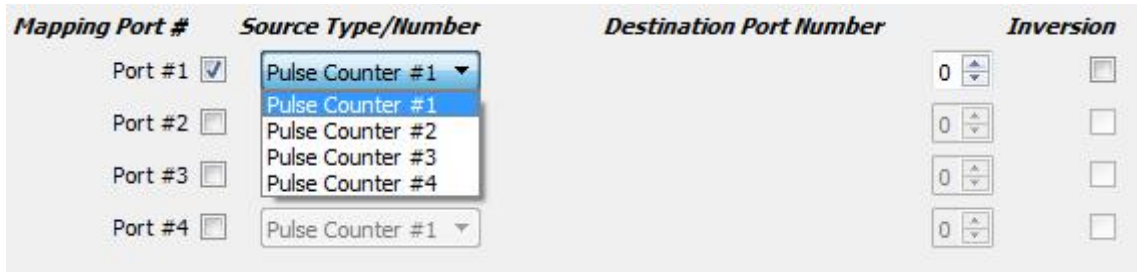 Mapping Port # Source Type/Number Destination Port Number Inversion
Port #1 Pulse Counter #1 0
Pulse Counter #1
Port #2 Pulse Counter #2 0
Pulse Counter #3
Port #3 Pulse Counter #4 0
Port #4 Pulse Counter #1 0